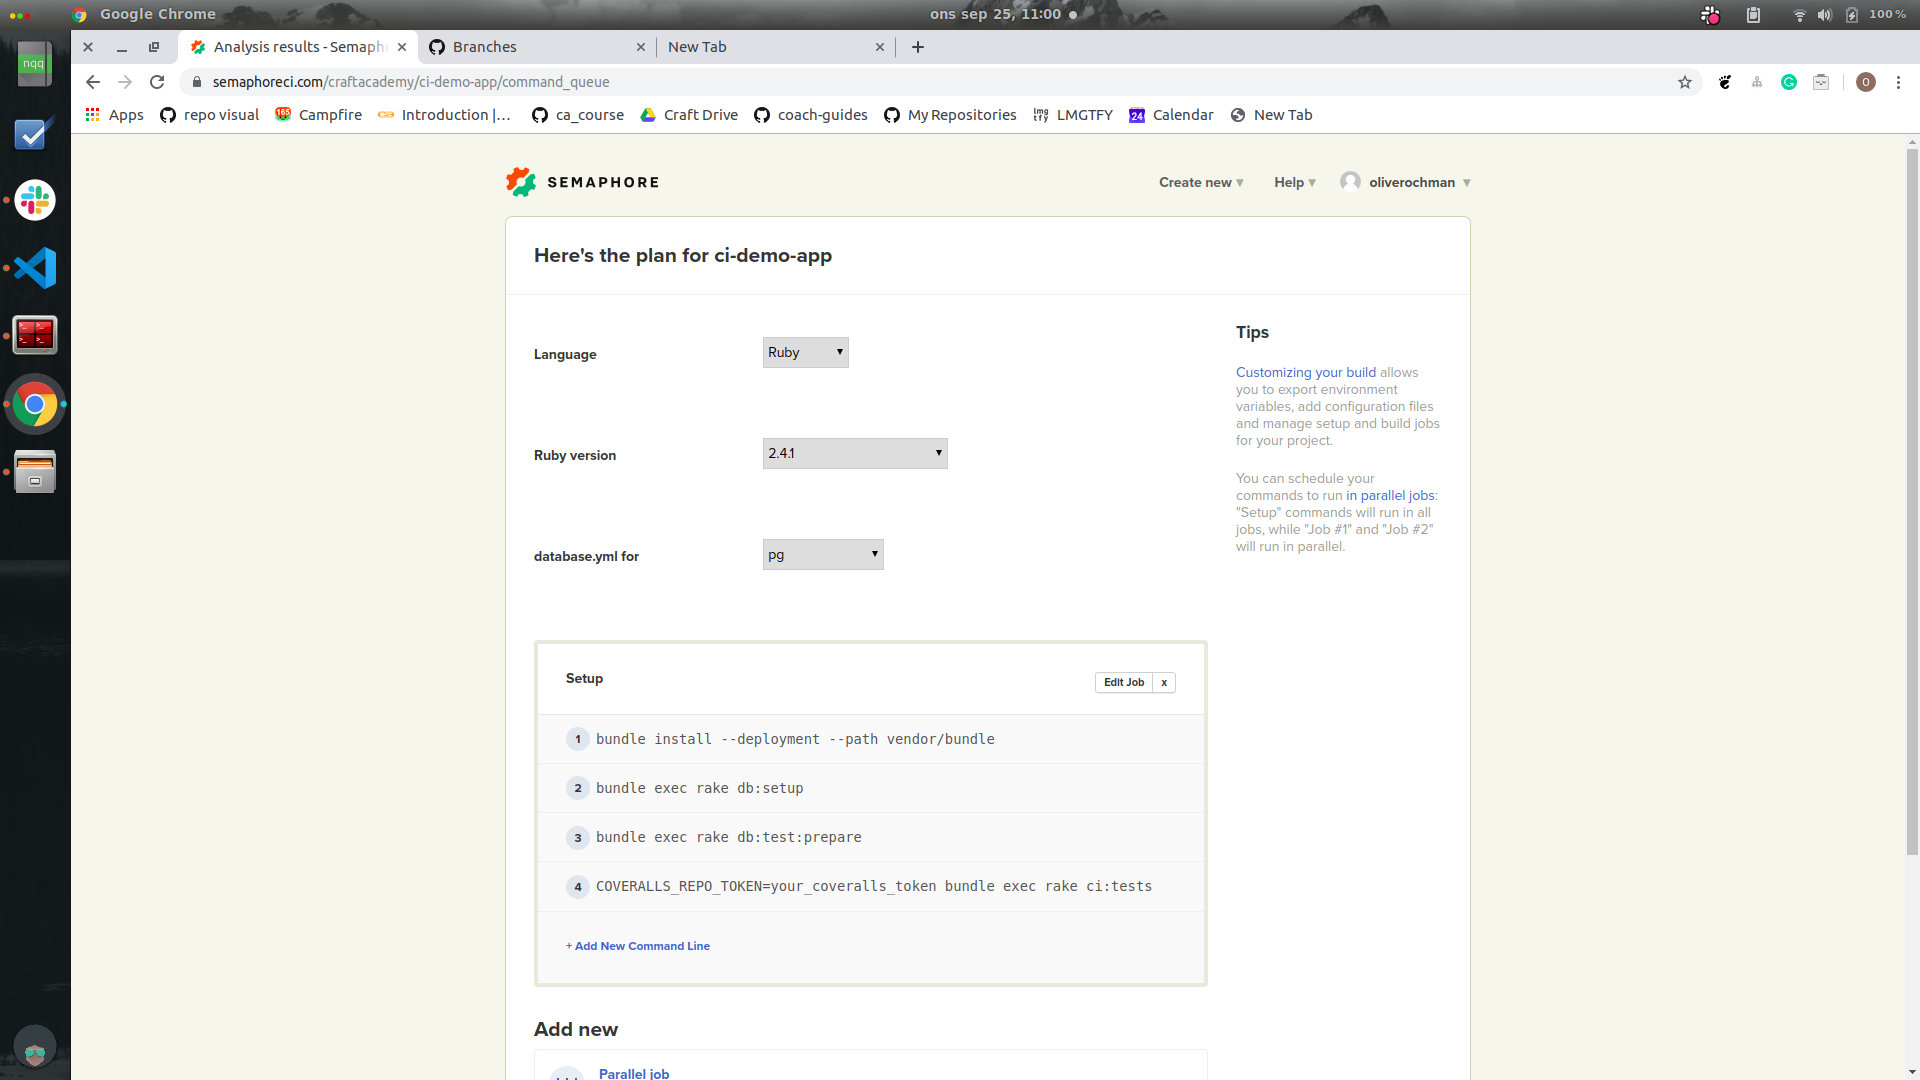 Google Chrome
ons sep 25, 11:00
100 %
nqq
Analysis results - Semapho
Branches
New Tab
semaphoreci.com/craftacademy/ci-demo-app/command_queue
O
Apps
repo visual
Campfire
Introduction |...
ca_course
Craft Drive
coach-guides
My Repositories
LMGTFY
24
Calendar
New Tab
SEMAPHORE
Create new
Help
oliverochman
Here's the plan for ci-demo-app
Language
Ruby
Ruby version
2.4.1
database.yml for
pg
Tips
Customizing your build allows
you to export environment
variables, add configuration files
and manage setup and build jobs
for your project.
You can schedule your
commands to run in parallel jobs:
"Setup" commands will run in all
jobs, while "Job #1" and "Job #2"
will run in parallel.
Setup
Edit Job
x
1 bundle install --deployment --path vendor/bundle
2 bundle exec rake db:setup
3 bundle exec rake db:test:prepare
4 COVERALLS_REPO_TOKEN=your_coveralls_token bundle exec rake ci:tests
+ Add New Command Line
Add new
Parallel job